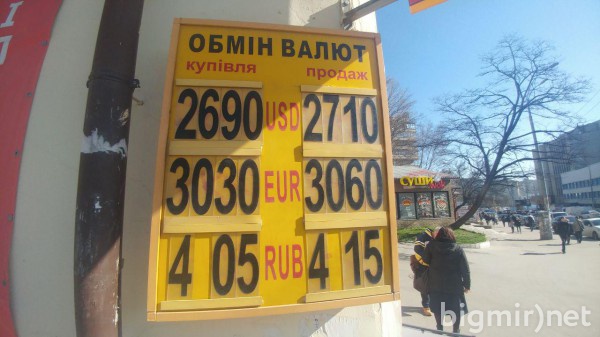 ОБМІН ВАЛЮТ
купівля продаж
2690 USD 2710
3030 EUR 3060
4 05 RUB 4 15
СУШИ
bigmir)net